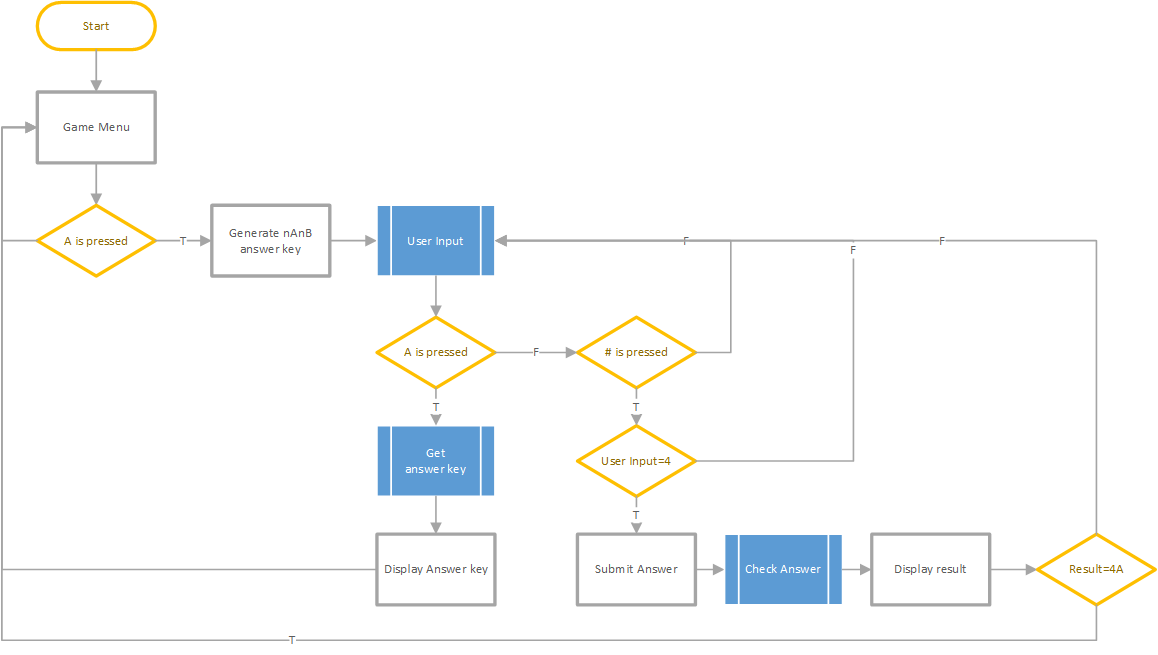 Start
Game Menu
A is pressed
T
Generate nAnB
answer key
User Input
F
F
F
A is pressed
F
# is pressed
T
T
Get
answer key
User Input=4
T
Display Answer key
Submit Answer
Check Answer
Display result
Result=4A
T